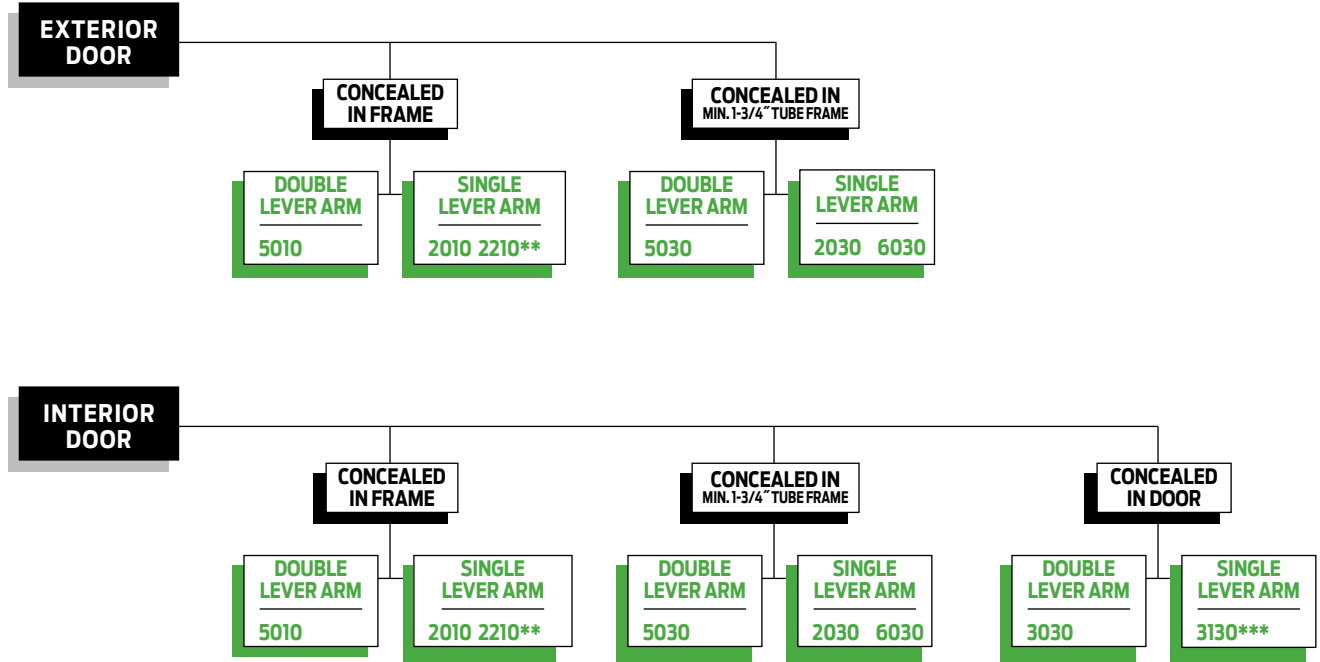 EXTERIOR
DOOR
CONCEALED
IN FRAME
CONCEALED IN
MIN. 1-3/4˝ TUBE FRAME
DOUBLE
LEVER ARM
5010
SINGLE
LEVER ARM
2010 2210**
DOUBLE
LEVER ARM
5030
SINGLE
LEVER ARM
2030 6030
INTERIOR
DOOR
CONCEALED
IN FRAME
CONCEALED IN
MIN. 1-3/4˝ TUBE FRAME
CONCEALED
IN DOOR
DOUBLE
LEVER ARM
5010
SINGLE
LEVER ARM
2010 2210**
DOUBLE
LEVER ARM
5030
SINGLE
LEVER ARM
2030 6030
DOUBLE
LEVER ARM
3030
SINGLE
LEVER ARM
3130***